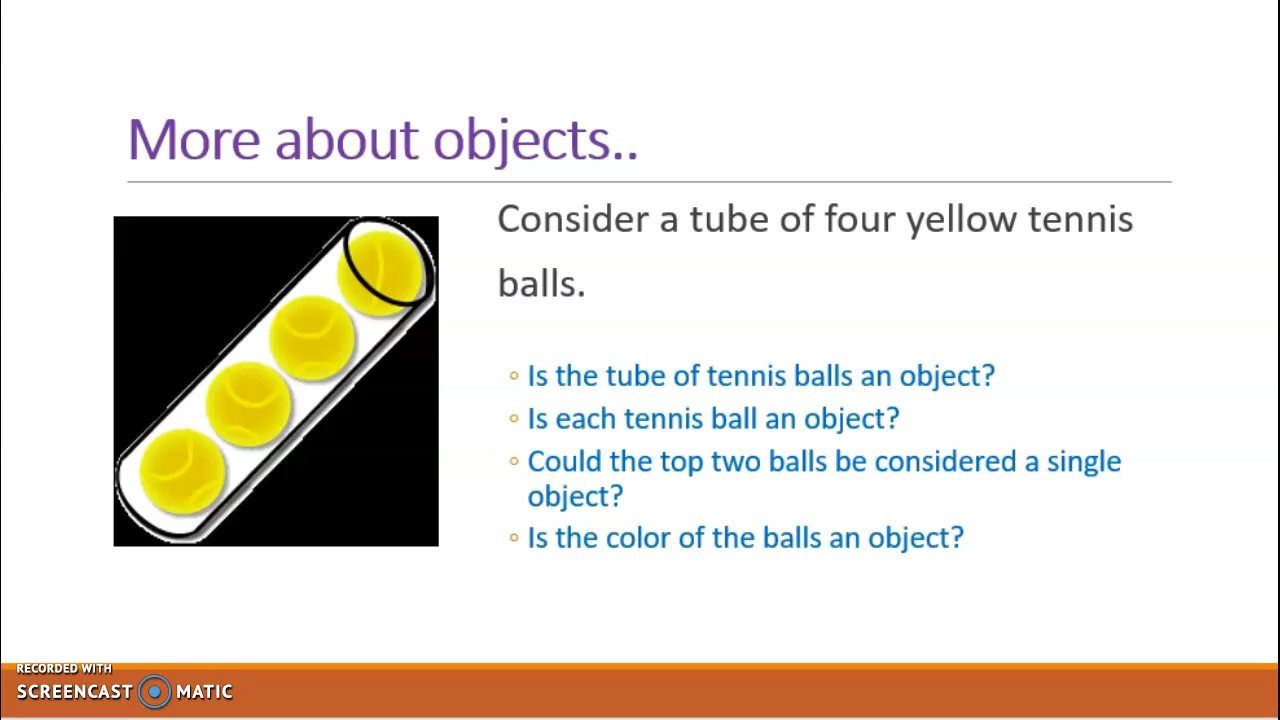 More about objects..
Consider a tube of four yellow tennis
balls.
◦ Is the tube of tennis balls an object?
◦ Is each tennis ball an object?
◦ Could the top two balls be considered a single
object?
◦ Is the color of the balls an object?
RECORDED WITH
SCREENCAST MATIC